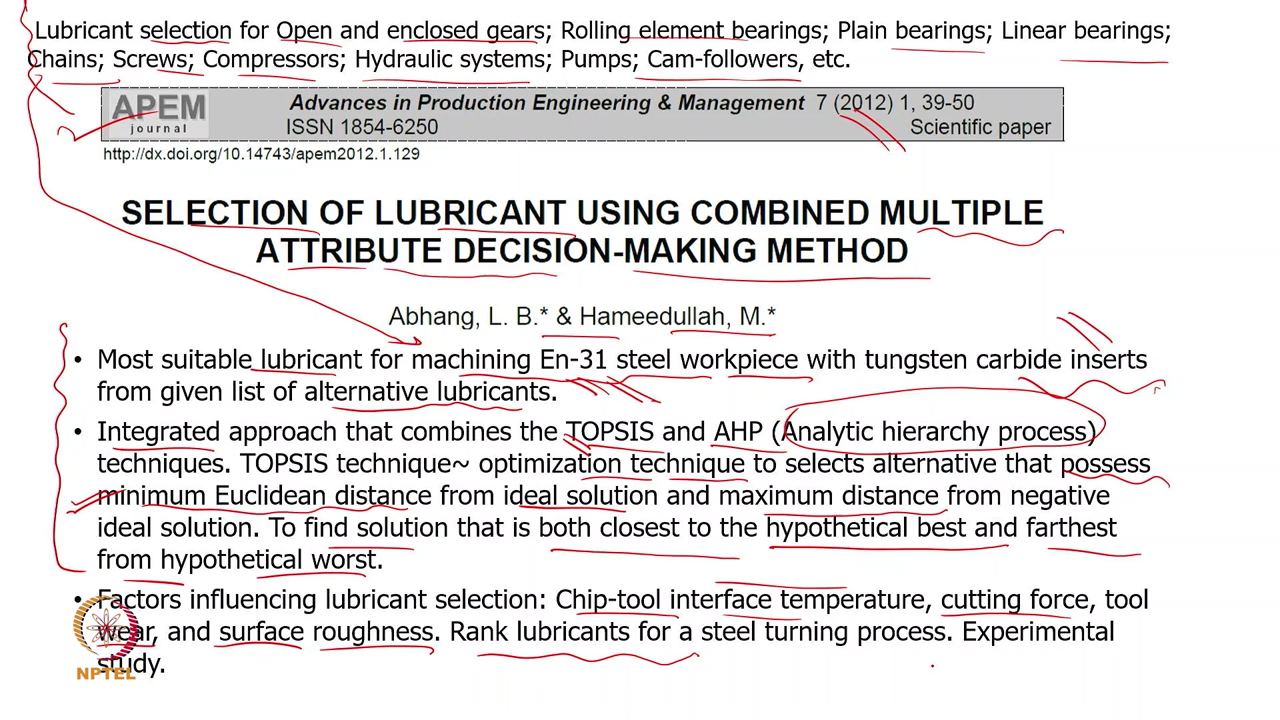 Lubricant selection for Open and enclosed gears; Rolling element bearings; Plain bearings; Linear bearings;
Chains; Screws; Compressors; Hydraulic systems; Pumps; Cam-followers, etc.
APEM
journal
Advances in Production Engineering & Management 7 (2012) 1, 39-50
ISSN 1854-6250
Scientific paper
http://dx.doi.org/10.14743/apem2012.1.129
SELECTION OF LUBRICANT USING COMBINED MULTIPLE
ATTRIBUTE DECISION-MAKING METHOD
Abhang, L. B.* & Hameedullah, M.*
• Most suitable lubricant for machining En-31 steel workpiece with tungsten carbide inserts
from given list of alternative lubricants.
• Integrated approach that combines the TOPSIS and AHP (Analytic hierarchy process)
techniques. TOPSIS technique~ optimization technique to selects alternative that possess
minimum Euclidean distance from ideal solution and maximum distance from negative
ideal solution. To find solution that is both closest to the hypothetical best and farthest
from hypothetical worst.
• Factors influencing lubricant selection: Chip-tool interface temperature, cutting force, tool
wear, and surface roughness. Rank lubricants for a steel turning process. Experimental
study.
NPTEL